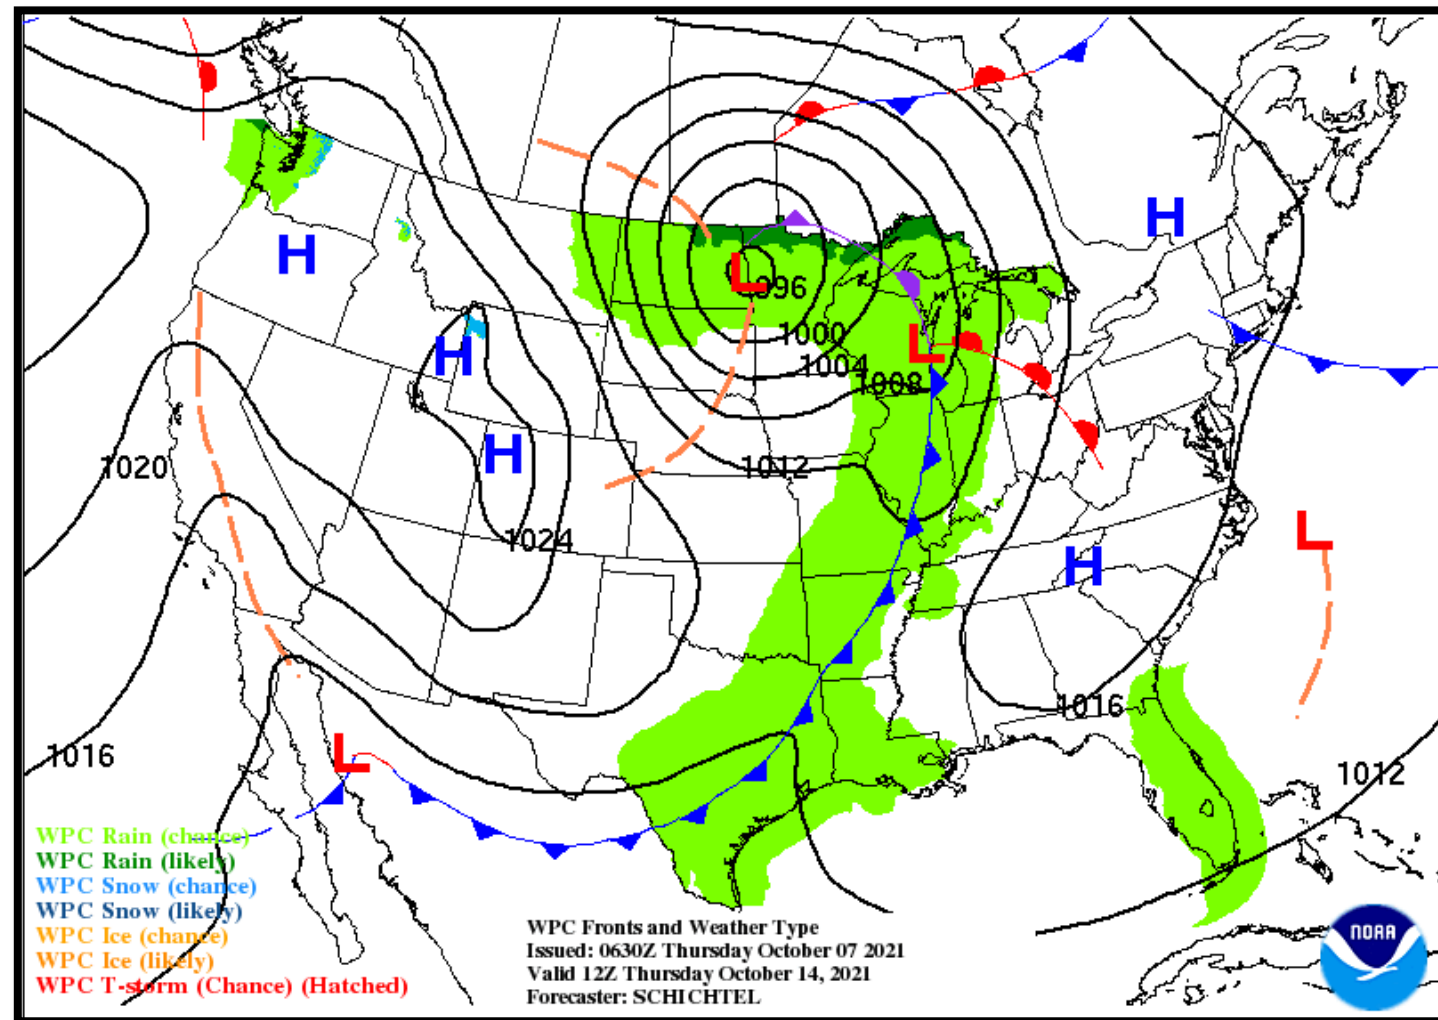 H
H
L
996
1000
1004
L
1008
H
H
1020
1012
L
1024
H
1016
L
1016
1012
WPC Rain (chance)
WPC Rain (likely)
WPC Snow (chance)
WPC Snow (likely)
WPC Ice (chance)
WPC Ice (likely)
WPC T-storm (Chance) (Hatched)
WPC Fronts and Weather Type
Issued: 0630Z Thursday October 07 2021
Valid 12Z Thursday October 14, 2021
Forecaster: SCHICHTEL
NOAA